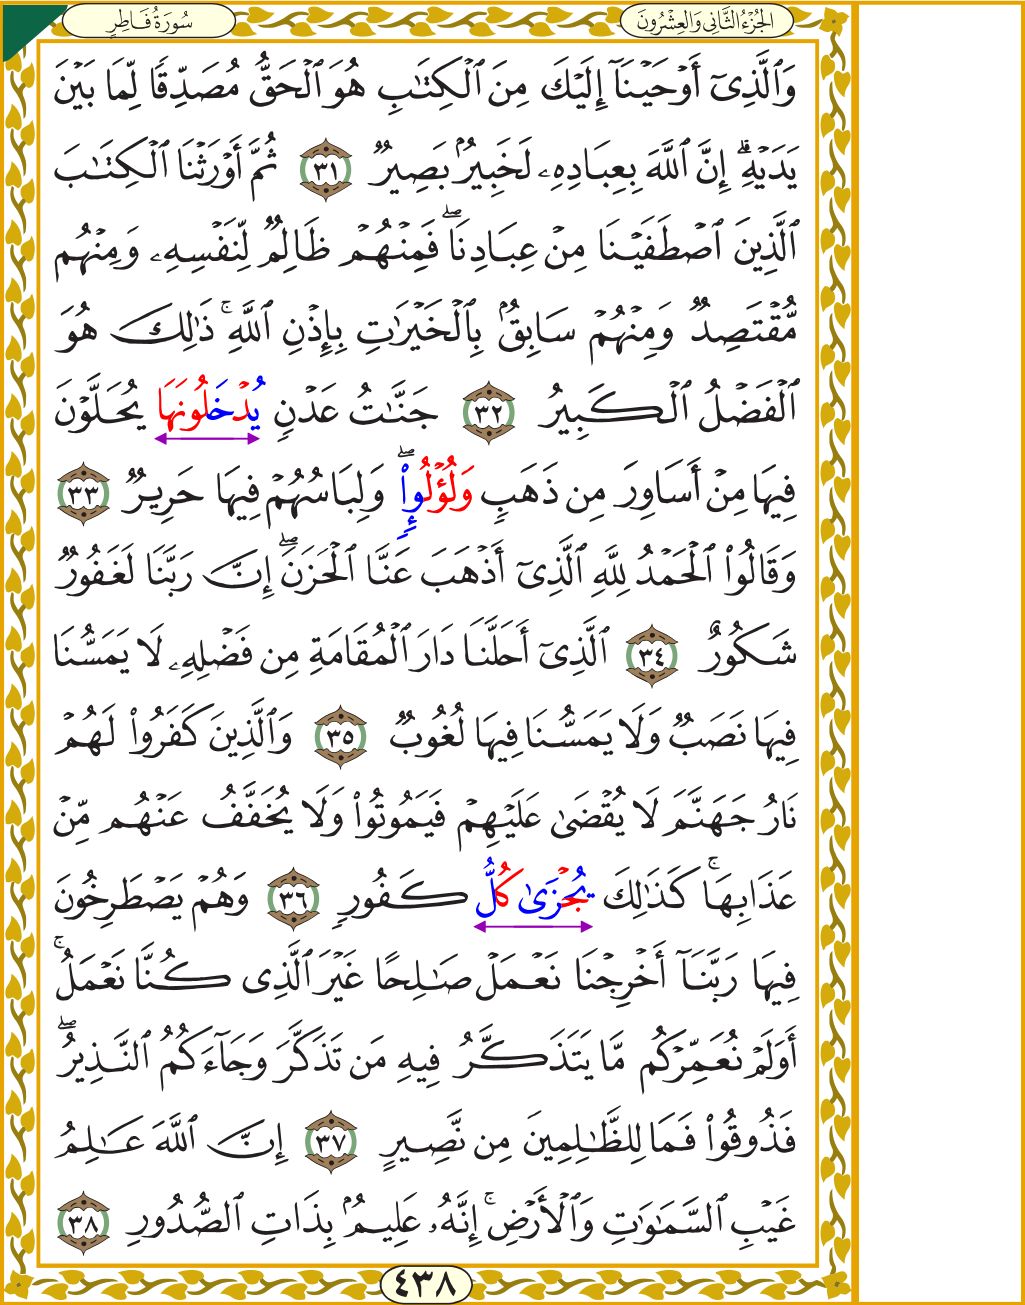 الجُزْءُ الثَّانِي وَالعِشْرُونَ
سُورَةُ فَاطِرٍ
وَٱلَّذِىٓ أَوْحَيْنَآ إِلَيْكَ مِنَ ٱلْكِتَٰبِ هُوَ ٱلْحَقُّ مُصَدِّقًا لِّمَا بَيْنَ
يَدَيْهِۗ إِنَّ ٱللَّهَ بِعِبَادِهِۦ لَخَبِيرٌۢ بَصِيرٌ ٣١ ثُمَّ أَوْرَثْنَا ٱلْكِتَٰبَ
ٱلَّذِينَ ٱصْطَفَيْنَا مِنْ عِبَادِنَاۖ فَمِنْهُمْ ظَالِمٌ لِّنَفْسِهِۦ وَمِنْهُم
مُّقْتَصِدٌ وَمِنْهُمْ سَابِقٌۢ بِٱلْخَيْرَٰتِ بِإِذْنِ ٱللَّهِۚ ذَٰلِكَ هُوَ
ٱلْفَضْلُ ٱلْكَبِيرُ ٣٢ جَنَّٰتُ عَدْنٍ يُدْخَلُونَهَا يُحَلَّوْنَ
فِيهَا مِنْ أَسَاوِرَ مِن ذَهَبٍ وَلُؤْلُوإٍۖ وَلِبَاسُهُمْ فِيهَا حَرِيرٌ ٣٣
وَقَالُوا۟ ٱلْحَمْدُ لِلَّهِ ٱلَّذِىٓ أَذْهَبَ عَنَّا ٱلْحَزَنَۖ إِنَّ رَبَّنَا لَغَفُورٌ
شَكُورٌ ٣٤ ٱلَّذِىٓ أَحَلَّنَا دَارَ ٱلْمُقَامَةِ مِن فَضْلِهِۦ لَا يَمَسُّنَا
فِيهَا نَصَبٌ وَلَا يَمَسُّنَا فِيهَا لُغُوبٌ ٣٥ وَٱلَّذِينَ كَفَرُوا۟ لَهُمْ
نَارُ جَهَنَّمَ لَا يُقْضَىٰ عَلَيْهِمْ فَيَمُوتُوا۟ وَلَا يُخَفَّفُ عَنْهُم مِّنْ
عَذَابِهَاۚ كَذَٰلِكَ يُجْزَىٰ كُلُّ كَفُورٍ ٣٦ وَهُمْ يَصْطَرِخُونَ
فِيهَا رَبَّنَآ أَخْرِجْنَا نَعْمَلْ صَٰلِحًا غَيْرَ ٱلَّذِى كُنَّا نَعْمَلُۚ
أَوَلَمْ نُعَمِّرْكُم مَّا يَتَذَكَّرُ فِيهِ مَن تَذَكَّرَ وَجَآءَكُمُ ٱلنَّذِيرُۖ
فَذُوقُوا۟ فَمَا لِلظَّٰلِمِينَ مِن نَّصِيرٍ ٣٧ إِنَّ ٱللَّهَ عَٰلِمُ
غَيْبِ ٱلسَّمَٰوَٰتِ وَٱلْأَرْضِۚ إِنَّهُۥ عَلِيمٌۢ بِذَاتِ ٱلصُّدُورِ ٣٨
٤٣٨